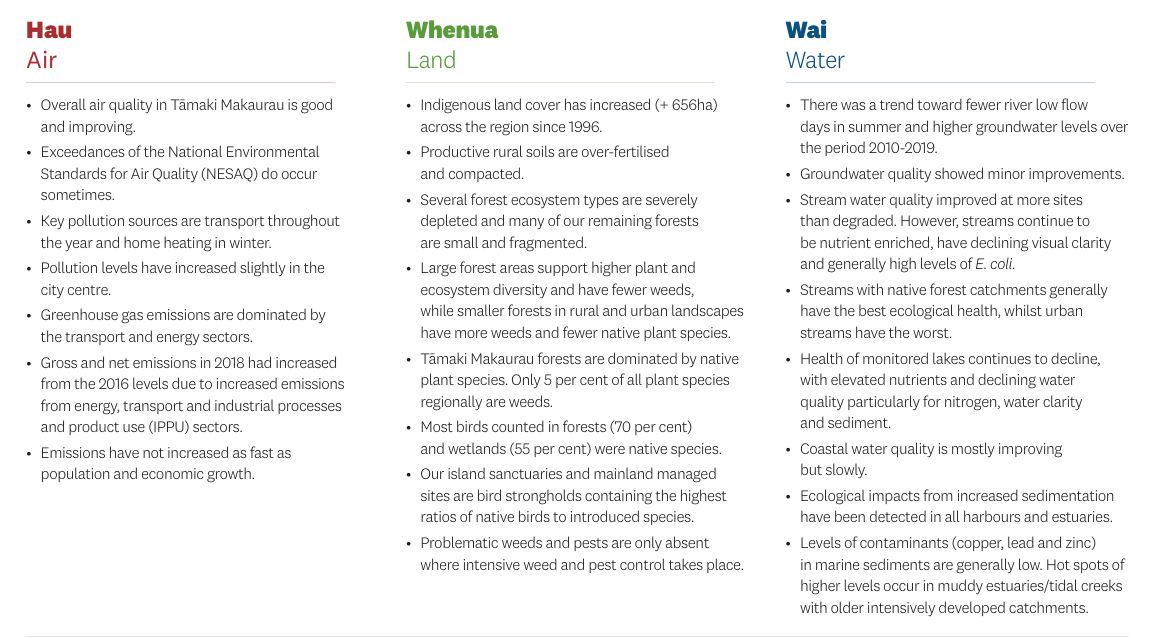 Hau
Air
• Overall air quality in Tāmaki Makaurau is good
and improving.
• Exceedances of the National Environmental
Standards for Air Quality (NESAQ) do occur
sometimes.
• Key pollution sources are transport throughout
the year and home heating in winter.
• Pollution levels have increased slightly in the
city centre.
• Greenhouse gas emissions are dominated by
the transport and energy sectors.
• Gross and net emissions in 2018 had increased
from the 2016 levels due to increased emissions
from energy, transport and industrial processes
and product use (IPPU) sectors.
• Emissions have not increased as fast as
population and economic growth.
Whenua
Land
• Indigenous land cover has increased (+ 656ha)
across the region since 1996.
• Productive rural soils are over-fertilised
and compacted.
• Several forest ecosystem types are severely
depleted and many of our remaining forests
are small and fragmented.
• Large forest areas support higher plant and
ecosystem diversity and have fewer weeds,
while smaller forests in rural and urban landscapes
have more weeds and fewer native plant species.
• Tāmaki Makaurau forests are dominated by native
plant species. Only 5 per cent of all plant species
regionally are weeds.
• Most birds counted in forests (70 per cent)
and wetlands (55 per cent) were native species.
• Our island sanctuaries and mainland managed
sites are bird strongholds containing the highest
ratios of native birds to introduced species.
• Problematic weeds and pests are only absent
where intensive weed and pest control takes place.
Wai
Water
• There was a trend toward fewer river low flow
days in summer and higher groundwater levels over
the period 2010-2019.
• Groundwater quality showed minor improvements.
• Stream water quality improved at more sites
than degraded. However, streams continue to
be nutrient enriched, have declining visual clarity
and generally high levels of E. coli.
• Streams with native forest catchments generally
have the best ecological health, whilst urban
streams have the worst.
• Health of monitored lakes continues to decline,
with elevated nutrients and declining water
quality particularly for nitrogen, water clarity
and sediment.
• Coastal water quality is mostly improving
but slowly.
• Ecological impacts from increased sedimentation
have been detected in all harbours and estuaries.
• Levels of contaminants (copper, lead and zinc)
in marine sediments are generally low. Hot spots of
higher levels occur in muddy estuaries/tidal creeks
with older intensively developed catchments.